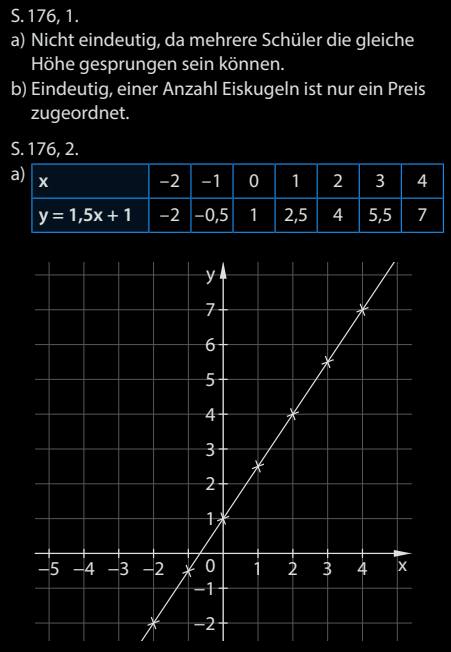 S. 176, 1.
a) Nicht eindeutig, da mehrere Schüler die gleiche
Höhe gesprungen sein können.
b) Eindeutig, einer Anzahl Eiskugeln ist nur ein Preis
zugeordnet.
S. 176, 2.
a) x –2 –1 0 1 2 3 4
y = 1,5x + 1 –2 –0,5 1 2,5 4 5,5 7
y
7
6
5
4
3
2
1
–5 –4 –3 –2 0 1 2 3 4 x
–1
–2